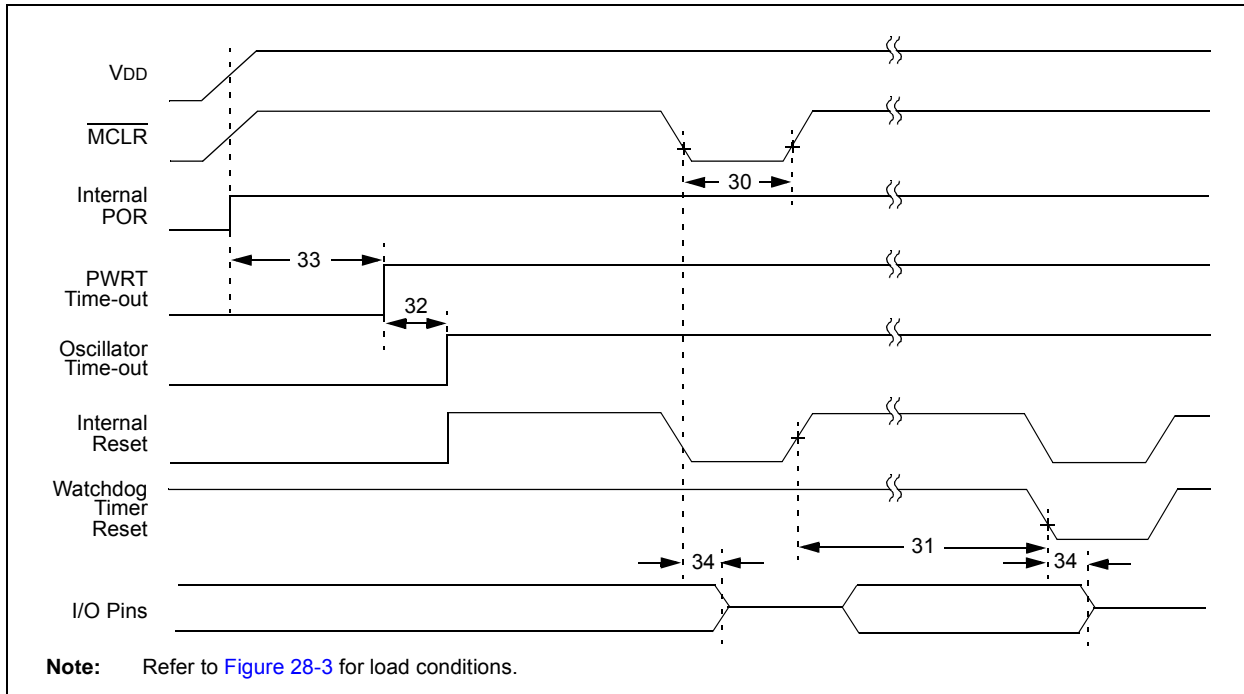 VDD
MCLR
30
Internal
POR
33
PWRT
Time-out
32
Oscillator
Time-out
Internal
Reset
Watchdog
Timer
Reset
31
34
34
I/O Pins
Note: Refer to Figure 28-3 for load conditions.